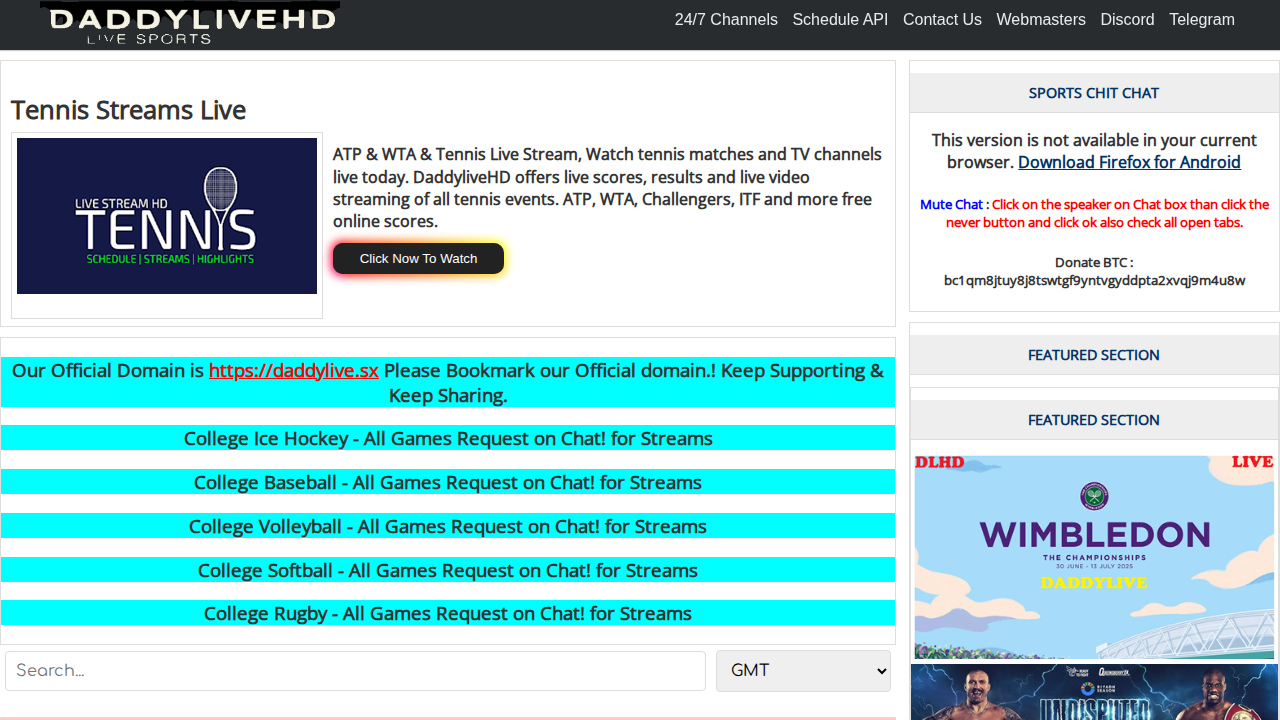 DADDYLIVEHD
LIVE SPORTS
24/7 Channels Schedule API Contact Us Webmasters Discord Telegram
Tennis Streams Live
LIVE STREAM HD
TENNIS
SCHEDULE | STREAMS | HIGHLIGHTS
ATP & WTA & Tennis Live Stream, Watch tennis matches and TV channels
live today. DaddyliveHD offers live scores, results and live video
streaming of all tennis events. ATP, WTA, Challengers, ITF and more free
online scores.
Click Now To Watch
Our Official Domain is https://daddylive.sx Please Bookmark our Official domain.! Keep Supporting &
Keep Sharing.
College Ice Hockey - All Games Request on Chat! for Streams
College Baseball - All Games Request on Chat! for Streams
College Volleyball - All Games Request on Chat! for Streams
College Softball - All Games Request on Chat! for Streams
College Rugby - All Games Request on Chat! for Streams
Search...
GMT
SPORTS CHIT CHAT
This version is not available in your current
browser. Download Firefox for Android
Mute Chat : Click on the speaker on Chat box than click the
never button and click ok also check all open tabs.
Donate BTC :
bc1qm8jtuy8j8tswtgf9yntvgyddpta2xvqj9m4u8w
FEATURED SECTION
FEATURED SECTION
DLHD LIVE
WIMBLEDON
THE CHAMPIONSHIPS
30 JUNE - 13 JULY 2025
DADDYLIVE
RIYADH
SEASON
UNDISPUTED